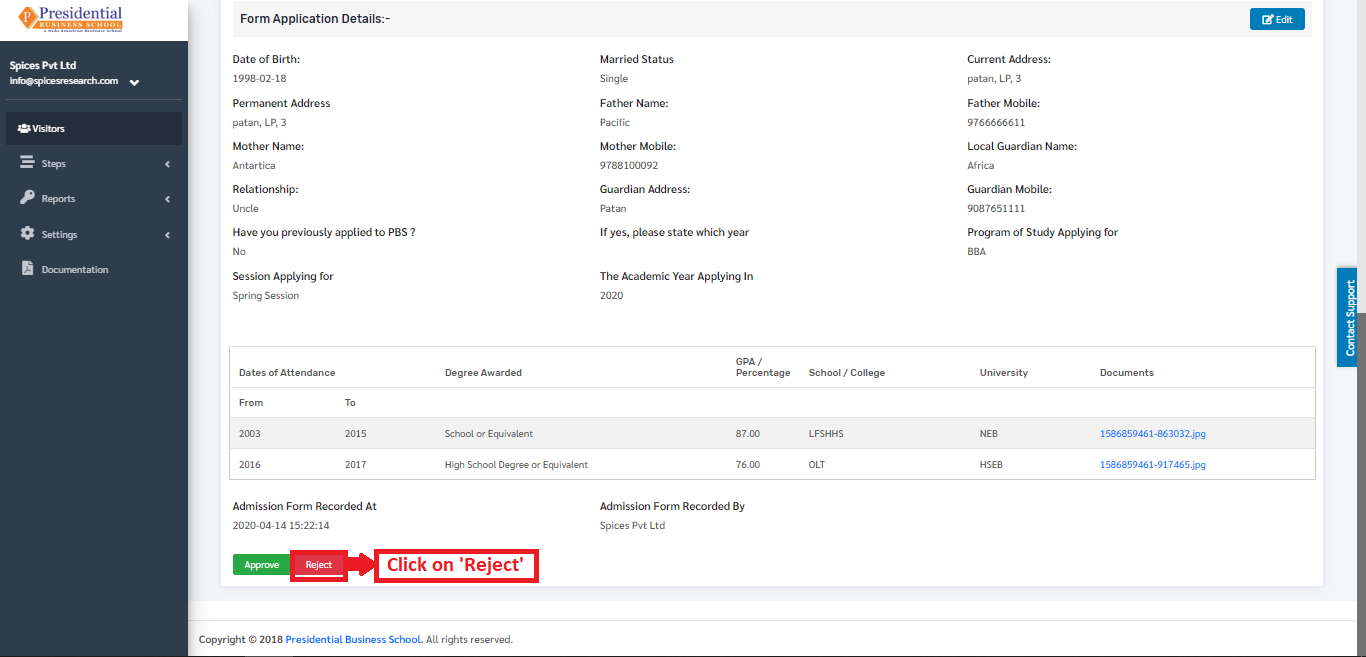 Presidential
BUSINESS SCHOOL
Form Application Details:-
Edit
Spices Pvt Ltd
info@spicesresearch.com
Visitors
Steps
Reports
Settings
Documentation
Date of Birth:
1998-02-18
Married Status
Single
Current Address:
patan, LP, 3
Permanent Address
patan, LP, 3
Father Name:
Pacific
Father Mobile:
9766666611
Mother Name:
Antartica
Mother Mobile:
9788100092
Local Guardian Name:
Africa
Relationship:
Uncle
Guardian Address:
Patan
Guardian Mobile:
9087651111
Have you previously applied to PBS ?
No
If yes, please state which year
Program of Study Applying for
BBA
Session Applying for
Spring Session
The Academic Year Applying In
2020
Contact Support
Dates of Attendance Degree Awarded GPA / Percentage School / College University Documents
From To
2003 2015 School or Equivalent 87.00 LFSHHS NEB 1586859461-863032.jpg
2016 2017 High School Degree or Equivalent 76.00 OLT HSEB 1586859461-917465.jpg
Admission Form Recorded At
2020-04-14 15:22:14
Admission Form Recorded By
Spices Pvt Ltd
Approve Reject Click on 'Reject'
Copyright © 2018 Presidential Business School. All rights reserved.